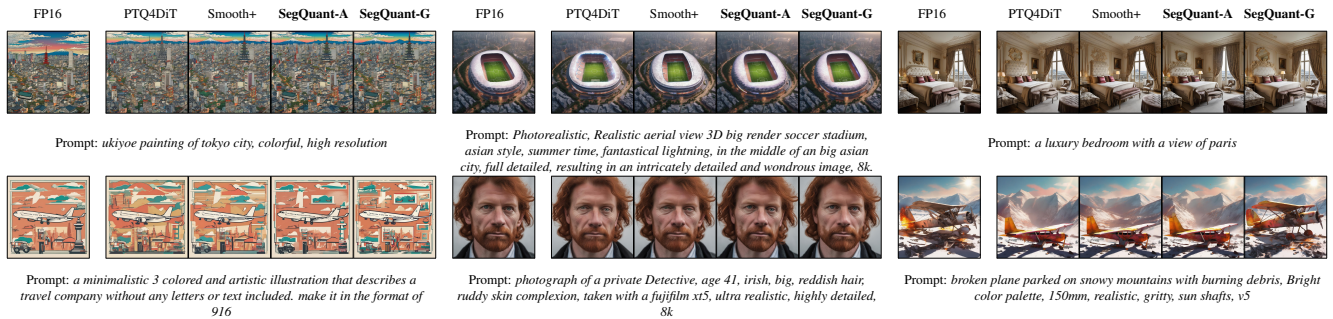 FP16 PTQ4DiT Smooth+ SegQuant-A SegQuant-G FP16 PTQ4DiT Smooth+ SegQuant-A SegQuant-G FP16 PTQ4DiT Smooth+ SegQuant-A SegQuant-G
Prompt: ukiyoe painting of tokyo city, colorful, high resolution
Prompt: Photorealistic, Realistic aerial view 3D big render soccer stadium,
asian style, summer time, fantastical lightning, in the middle of an big asian
city, full detailed, resulting in an intricately detailed and wondrous image, 8k.
Prompt: a luxury bedroom with a view of paris
Prompt: a minimalistic 3 colored and artistic illustration that describes a
travel company without any letters or text included. make it in the format of
916
Prompt: photograph of a private Detective, age 41, irish, big, reddish hair,
ruddy skin complexion, taken with a fujifilm xt5, ultra realistic, highly detailed,
8k
Prompt: broken plane parked on snowy mountains with burning debris, Bright
color palette, 150mm, realistic, gritty, sun shafts, v5